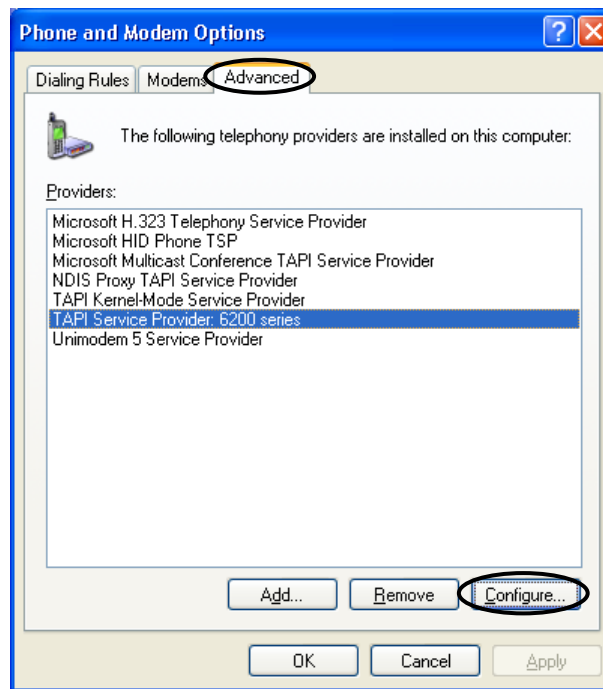 Phone and Modem Options
?
Dialing Rules Modems Advanced
The following telephony providers are installed on this computer:
Providers:
Microsoft H.323 Telephony Service Provider
Microsoft HID Phone TSP
Microsoft Multicast Conference TAPI Service Provider
NDIS Proxy TAPI Service Provider
TAPI Kernel-Mode Service Provider
TAPI Service Provider: 6200 series
Unimodem 5 Service Provider
Add... Remove Configure...
OK Cancel Apply